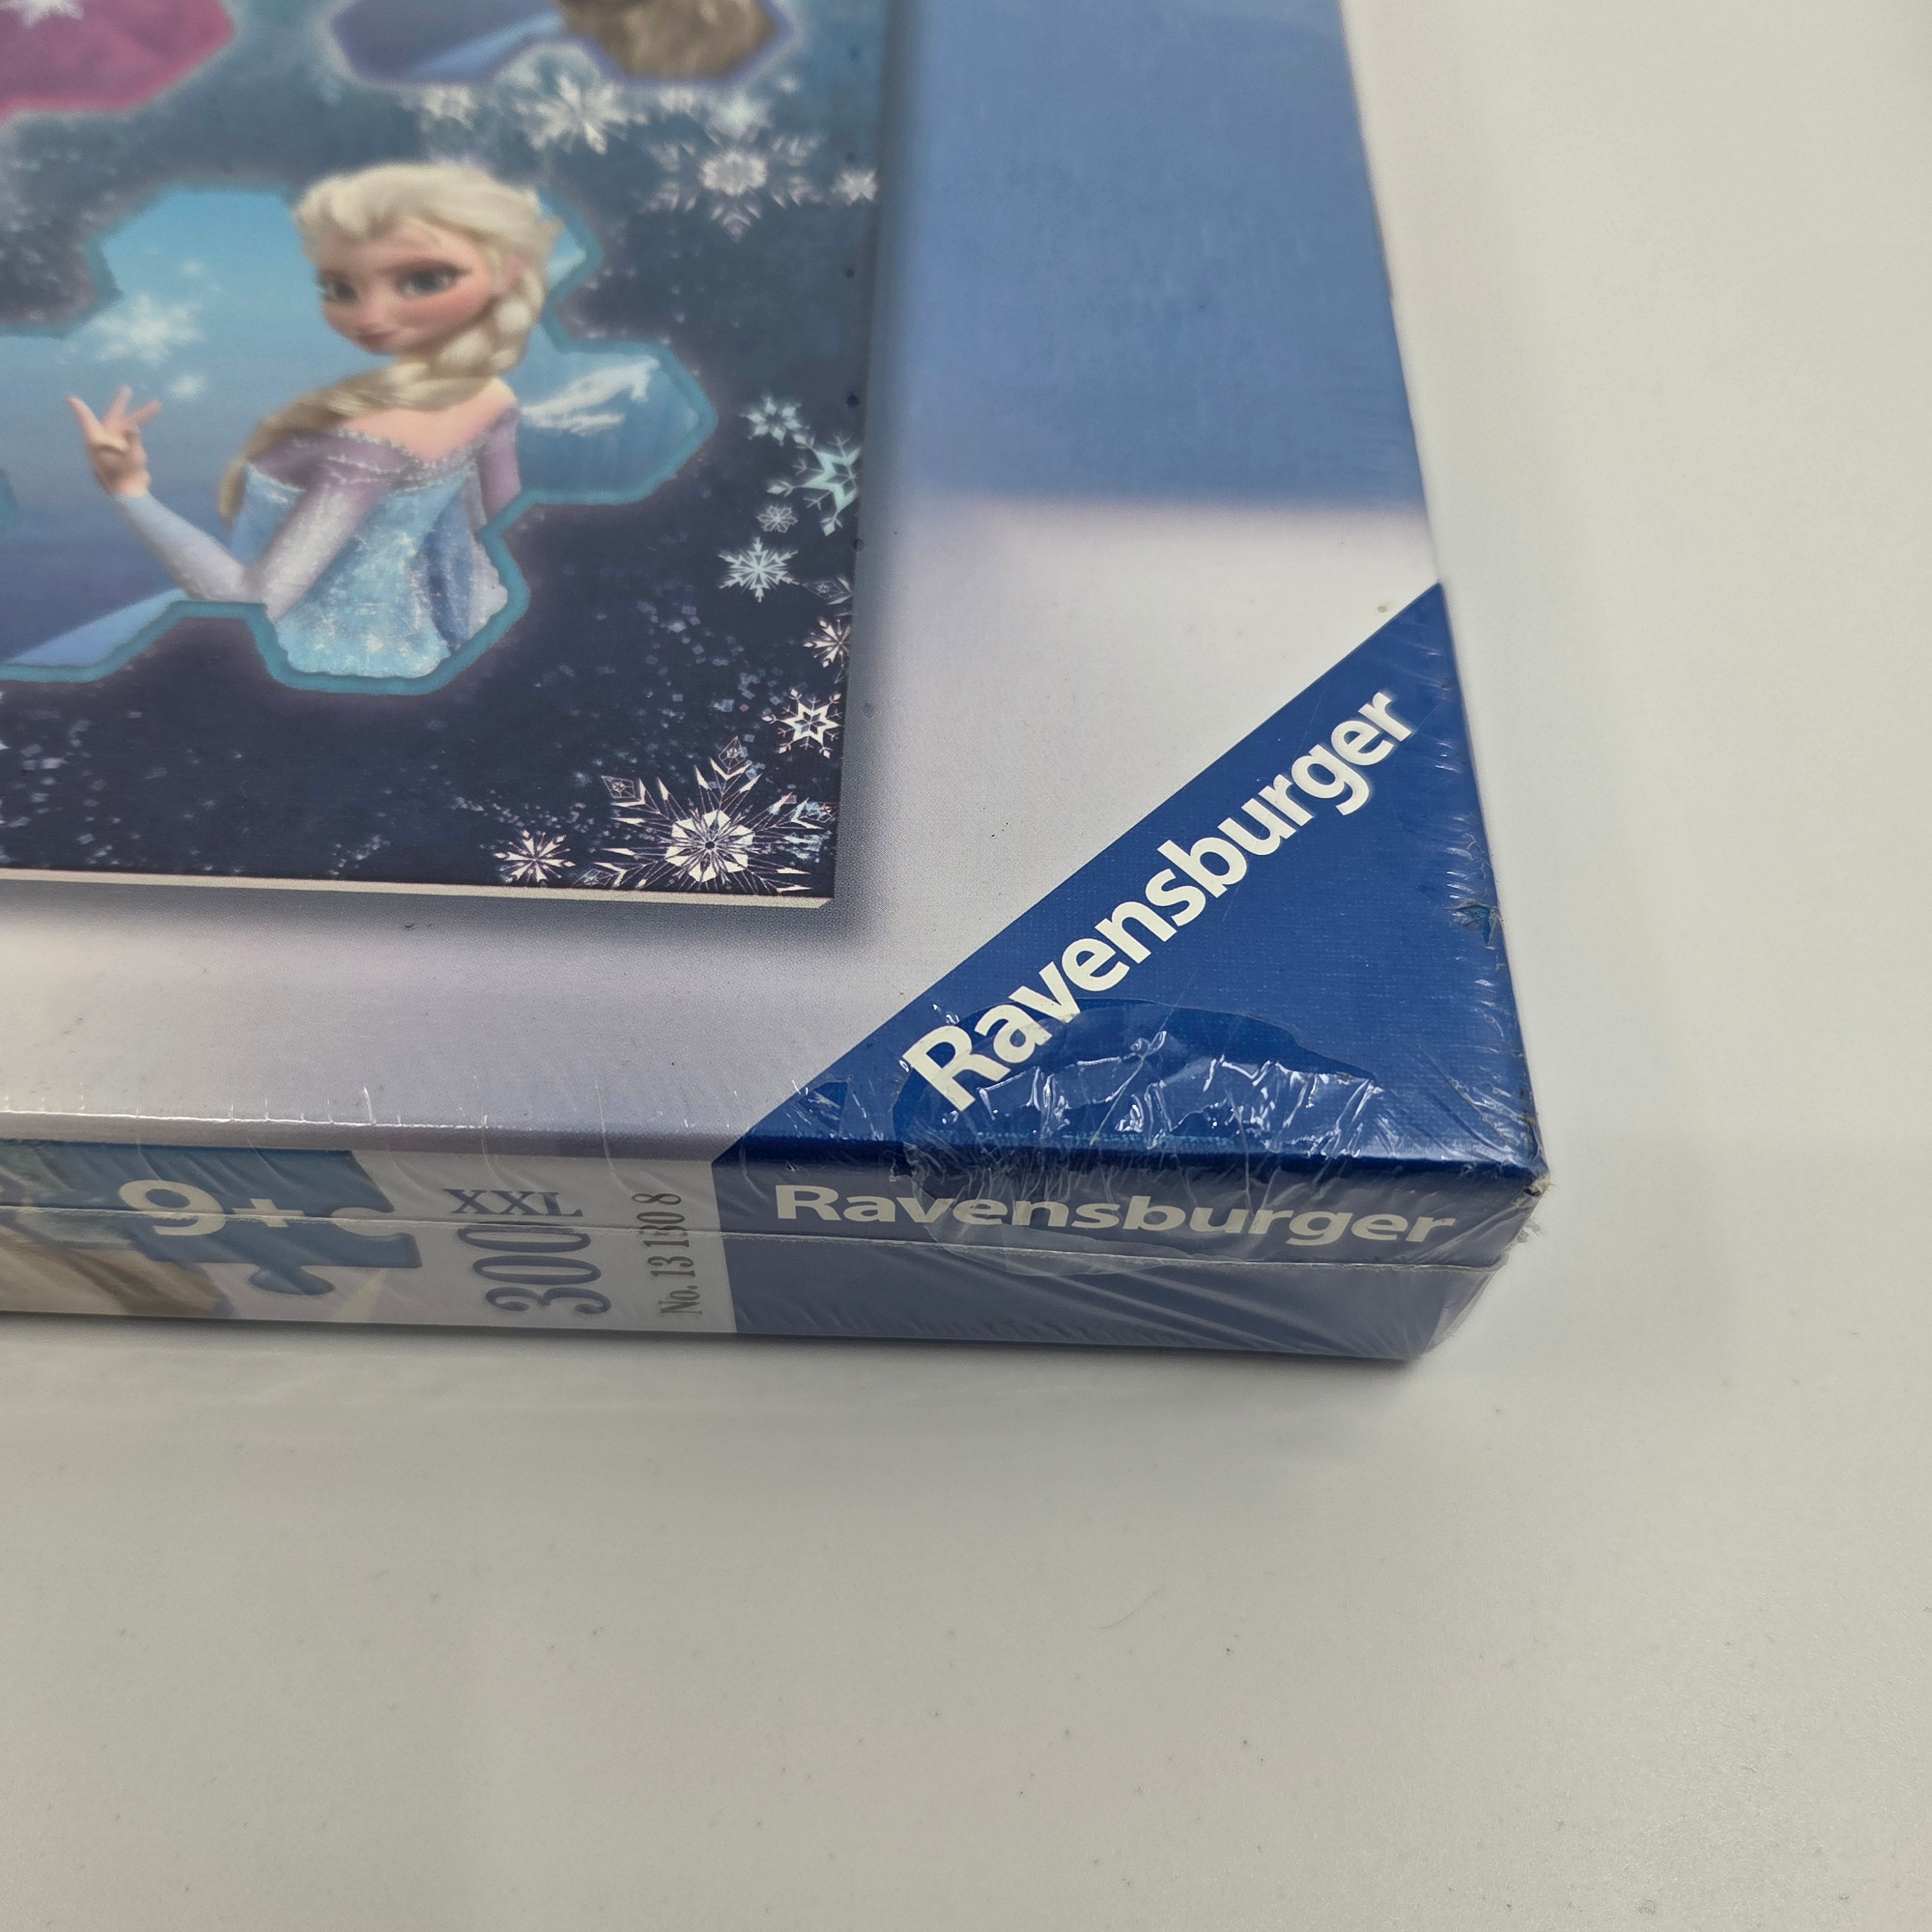 Ravensburger
9+
XXL
300
No. 13 130 8
Ravensburger